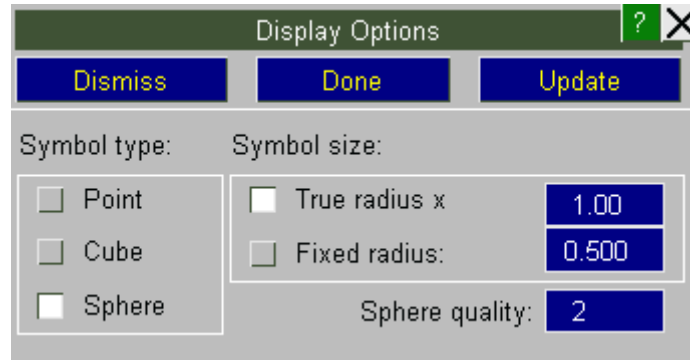 Display Options ? X
Dismiss Done Update
Symbol type: Symbol size:
Point True radius x 1.00
Cube Fixed radius: 0.500
Sphere Sphere quality: 2